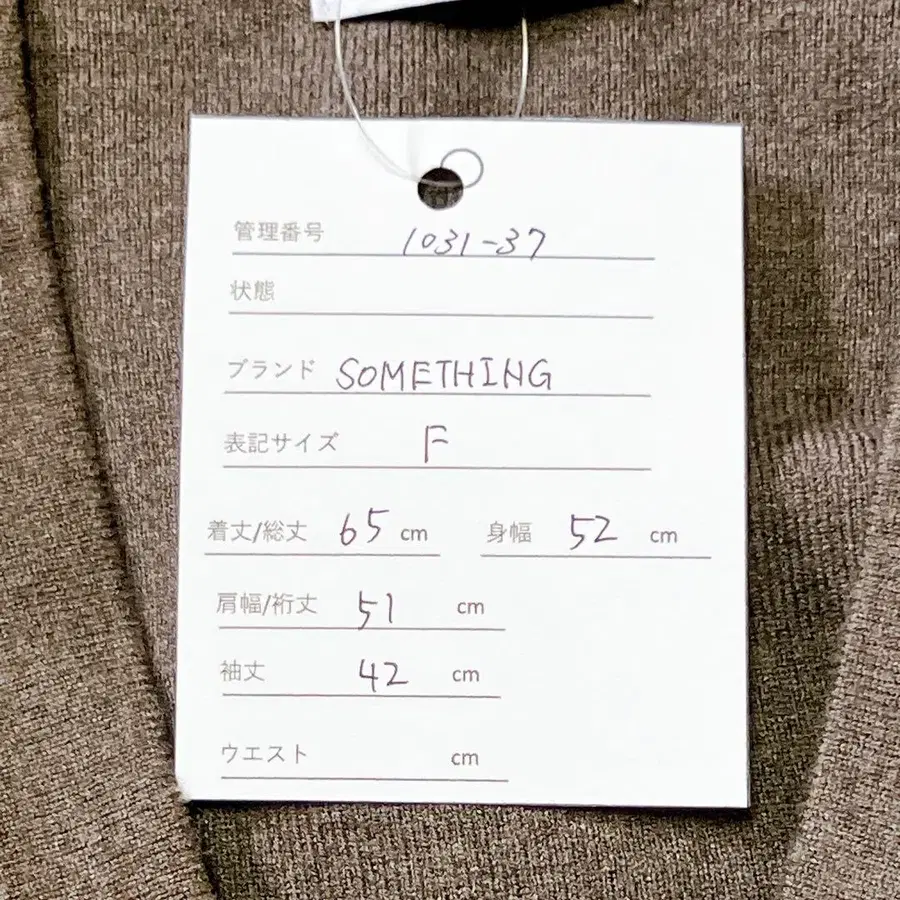 管理番号 1031-37
状態
ブランド SOMETHING
表記サイズ F
着丈/総丈 65 cm 身幅 52 cm
肩幅/裄丈 51 cm
袖丈 42 cm
ウエスト cm